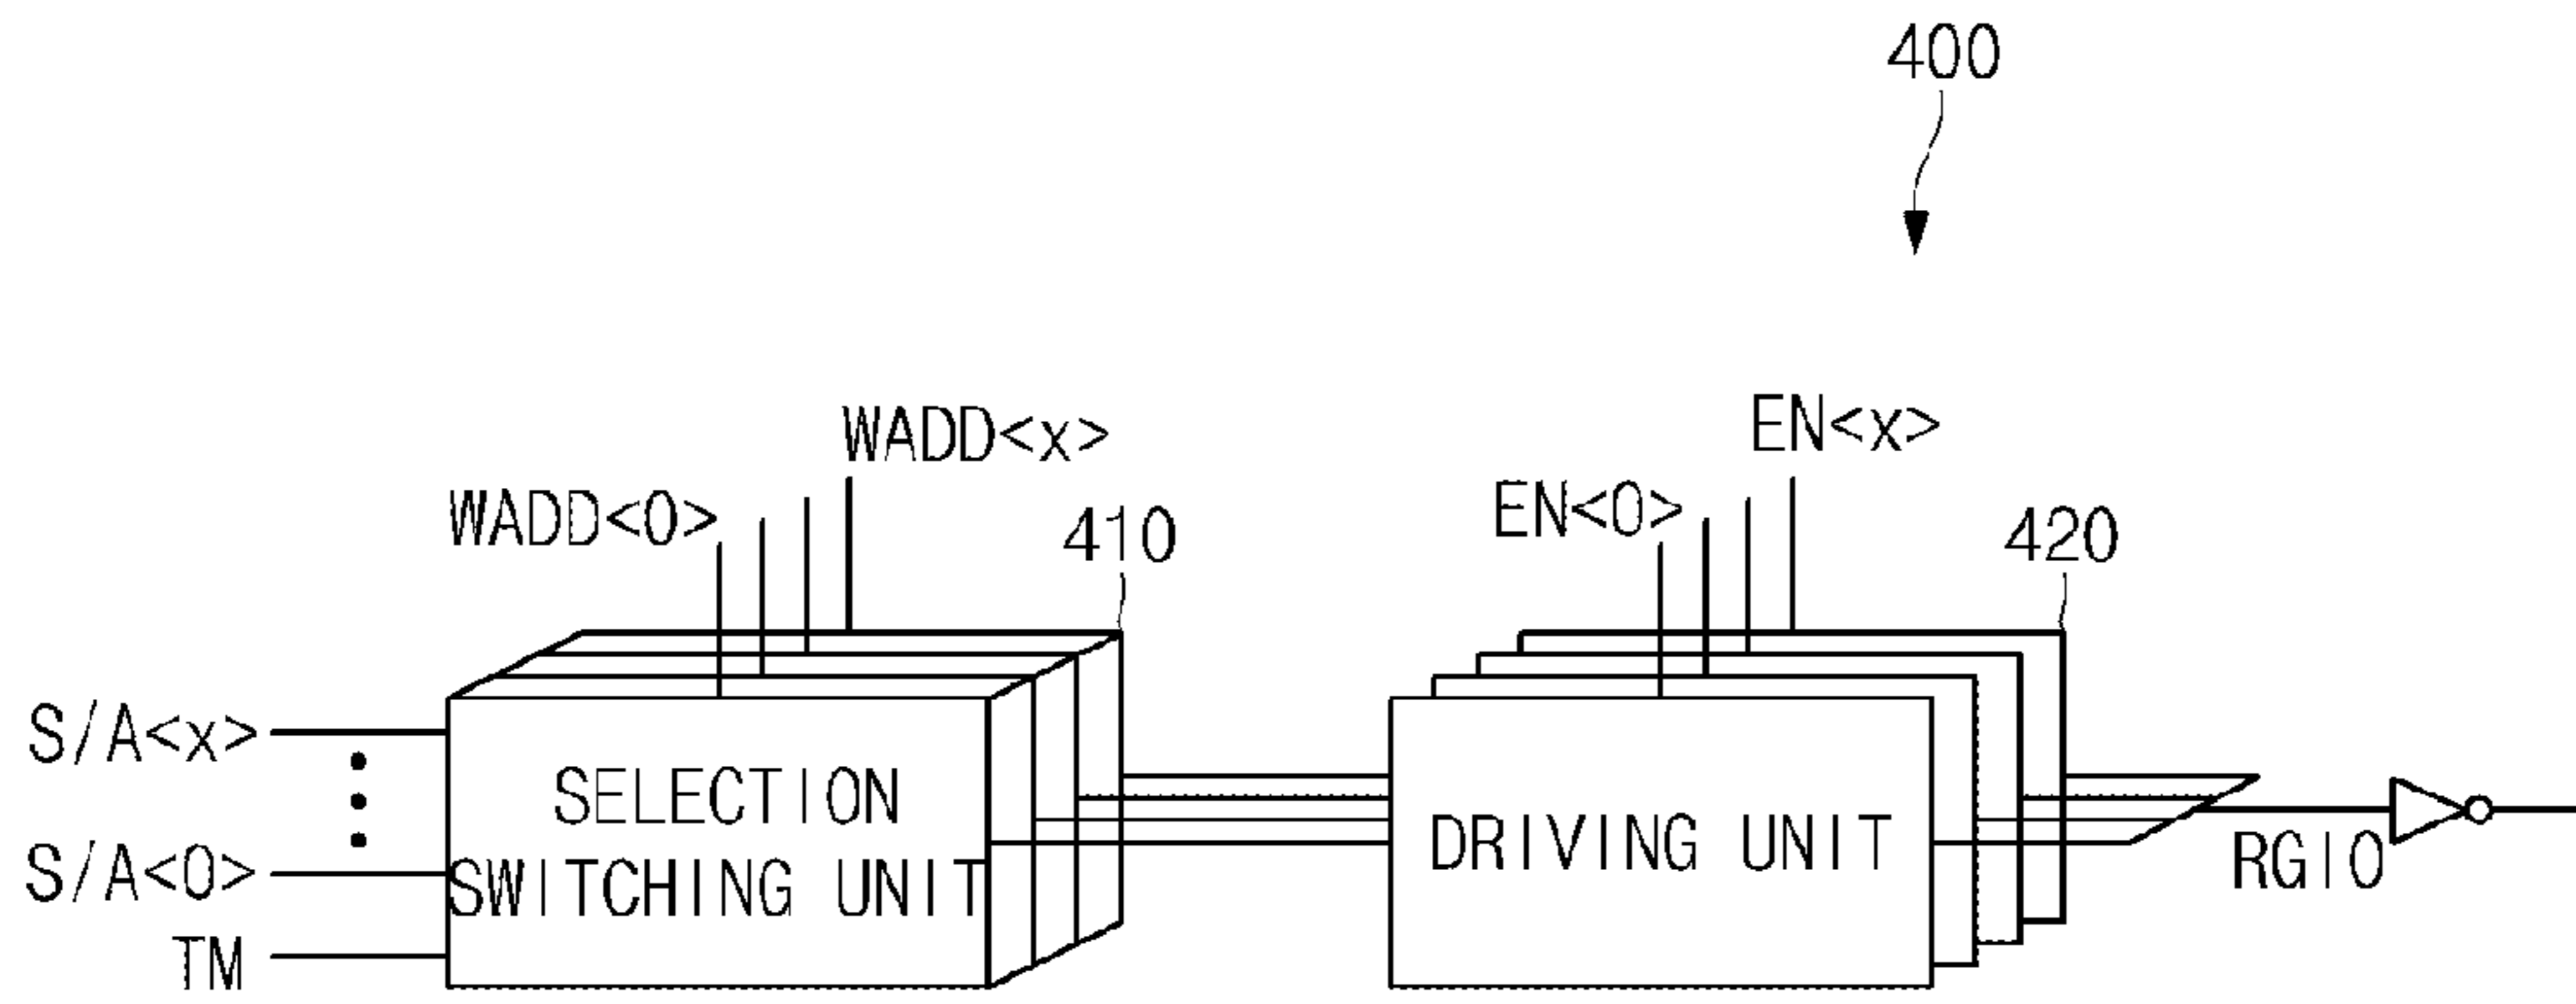 400
WADD<x>
EN<x>
WADD<0>
EN<0>
410
420
S/A<x>
SELECTION
SWITCHING UNIT
DRIVING UNIT
S/A<0>
RGIO
TM